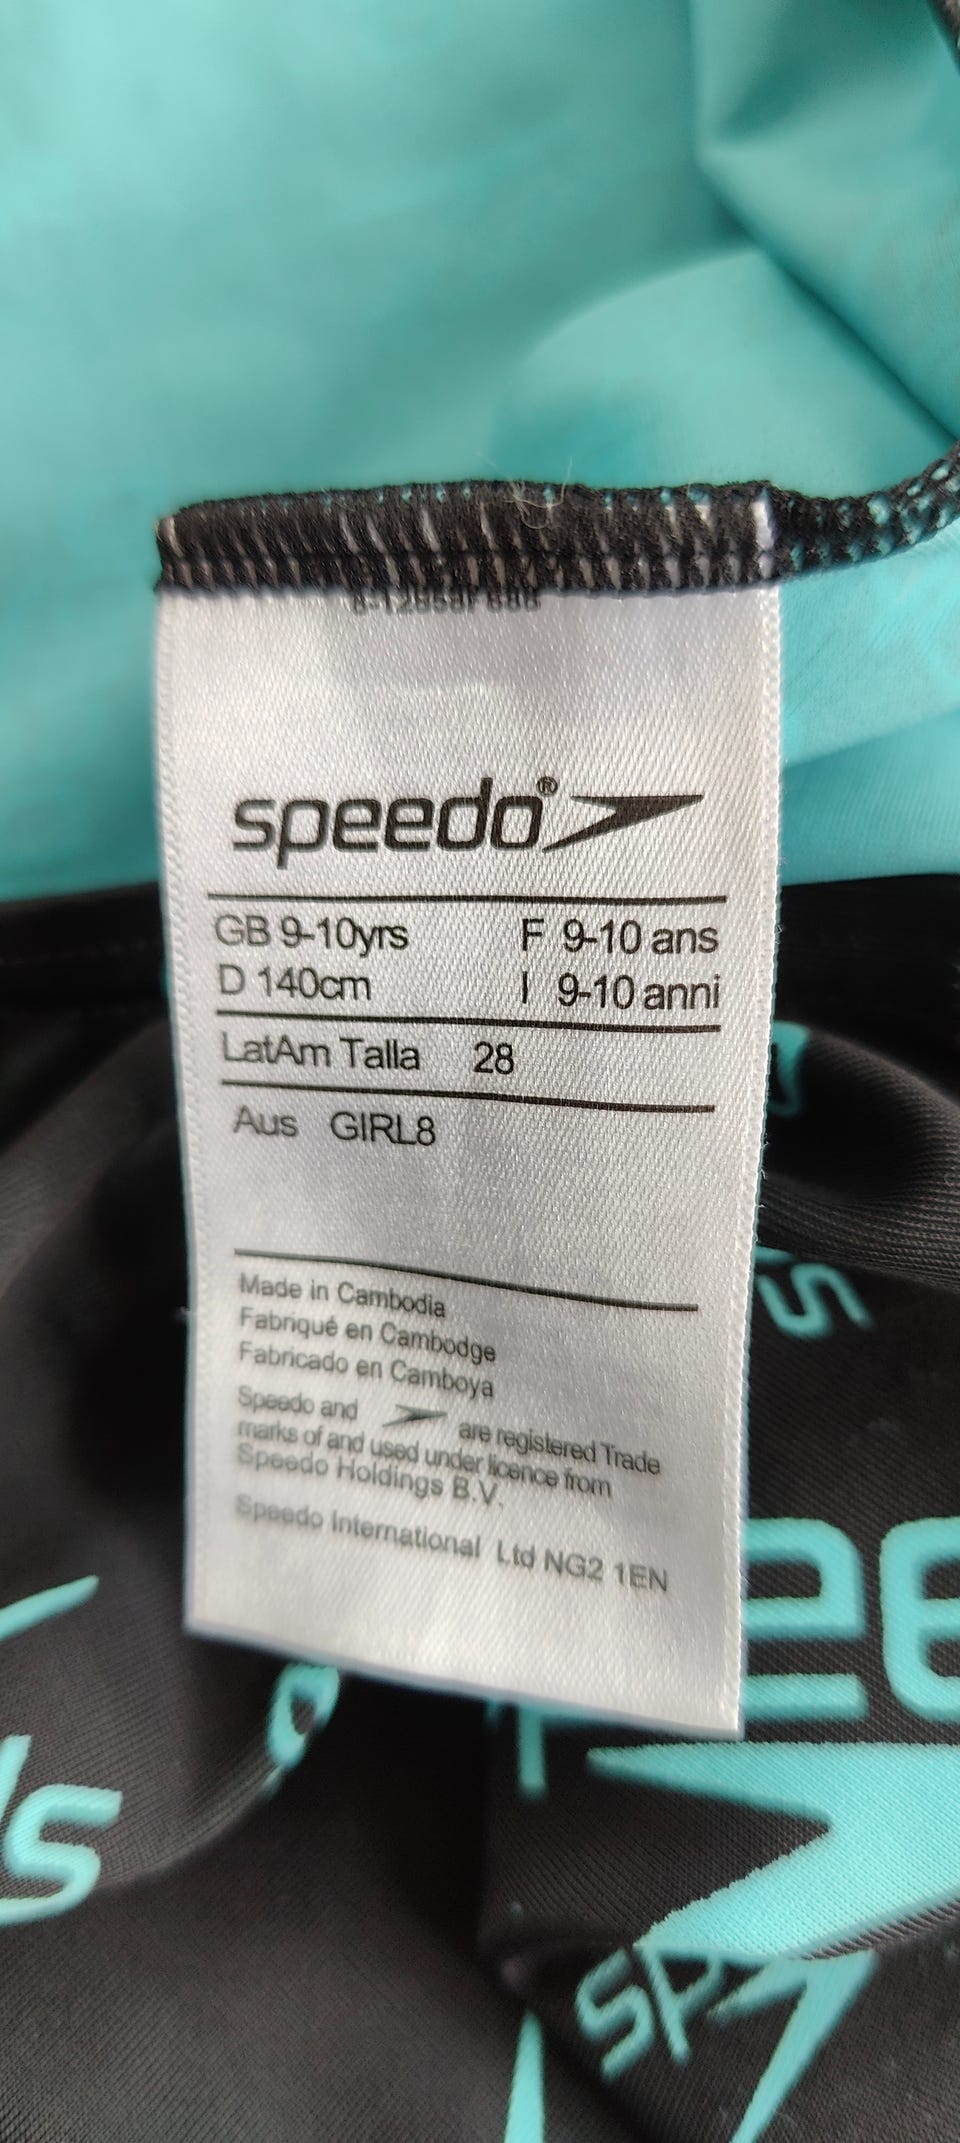 speedo®
GB 9-10yrs F 9-10 ans
D 140cm I 9-10 anni
LatAm Talla 28
Aus GIRL8
Made in Cambodia
Fabriqué en Cambodge
Fabricado en Camboya
Speedo and are registered Trade
marks of and used under licence from
Speedo Holdings B.V.
Speedo International Ltd NG2 1EN